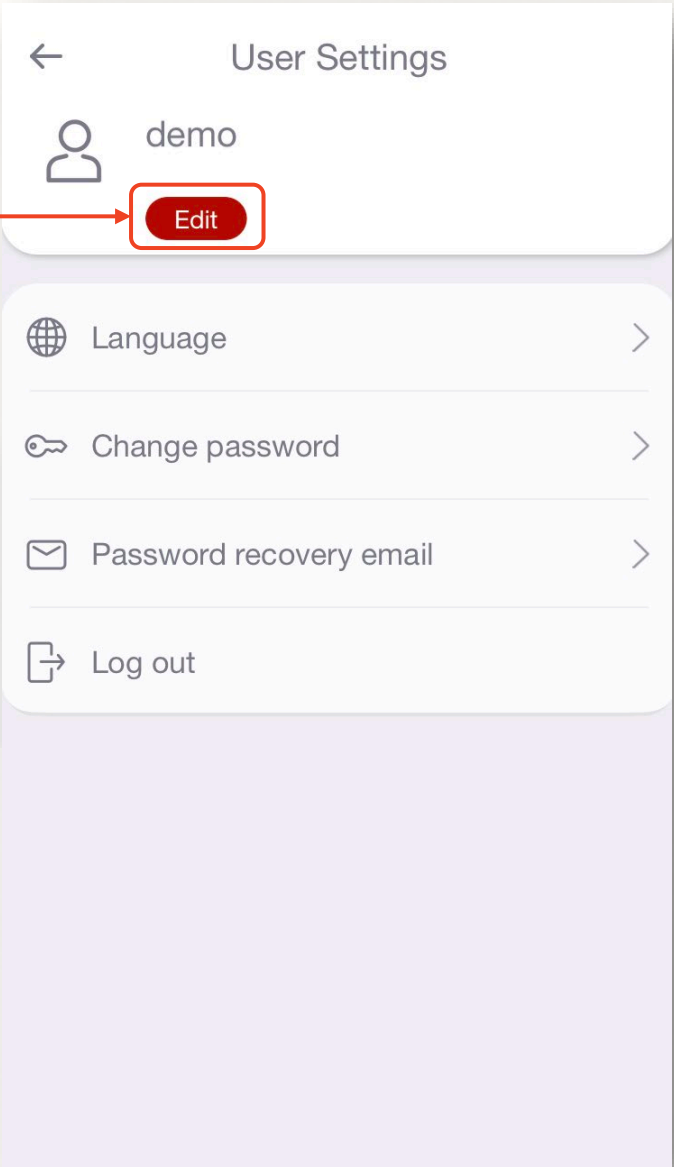 User Settings
demo
Edit
Language
Change password
Password recovery email
Log out